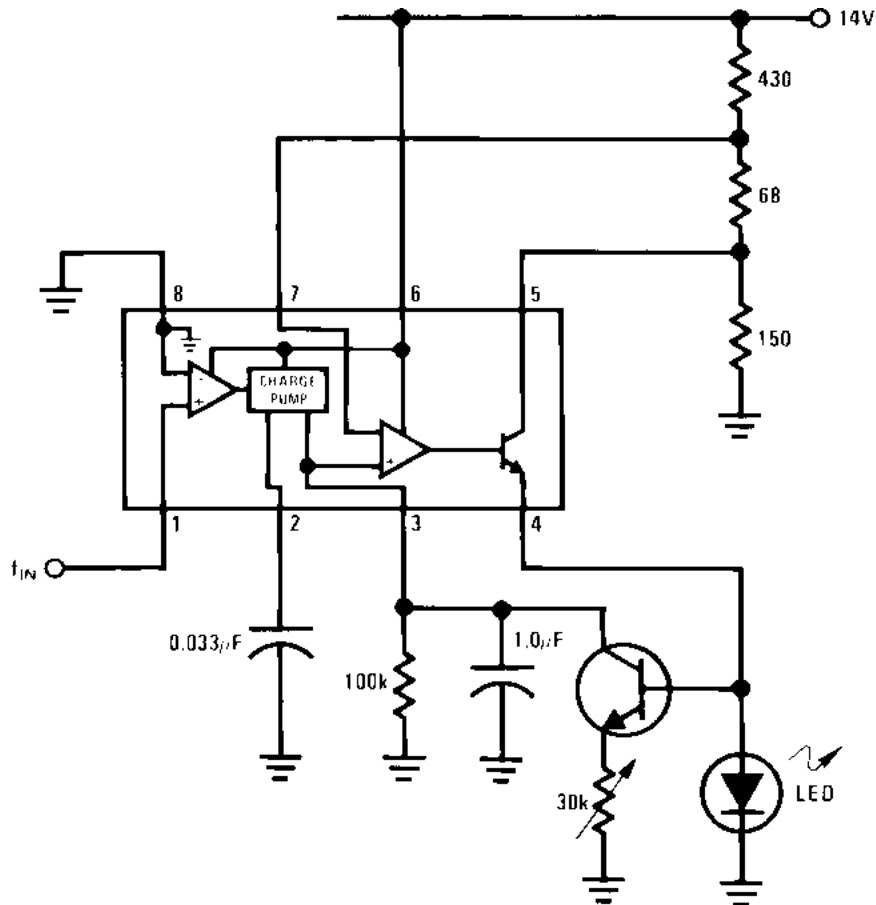 14V
430
68
150
8 7 6 5
-
+
CHARGE
PUMP
-
+
1 2 3 4
fIN
0.033µF
100k
1.0µF
30k
LED